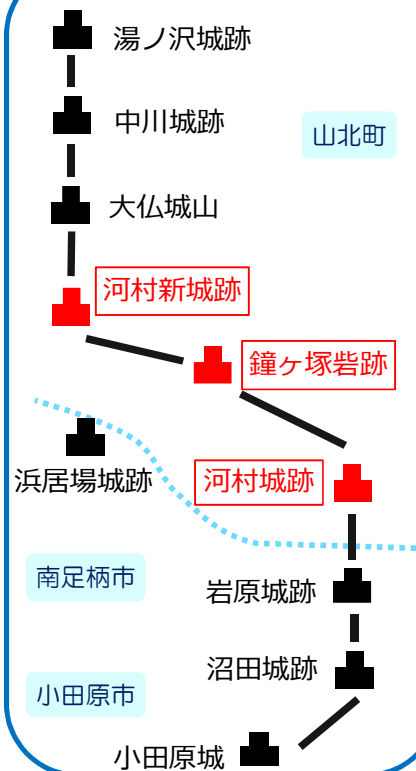 湯ノ沢城跡
中川城跡
山北町
大仏城山
河村新城跡
鐘ヶ塚砦跡
浜居場城跡
河村城跡
南足柄市
岩原城跡
沼田城跡
小田原市
小田原城